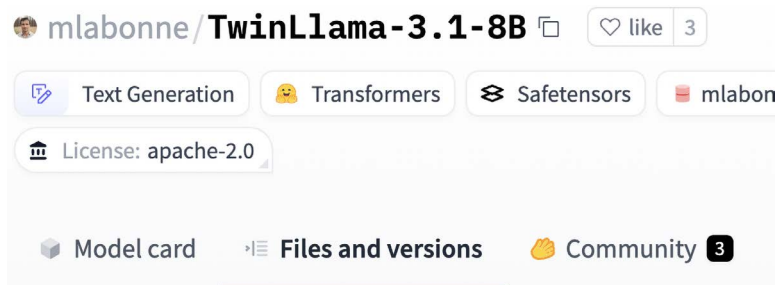 mlabonne/TwinLlama-3.1-8B like 3
Text Generation Transformers Safetensors mlabon
License: apache-2.0
Model card Files and versions Community 3